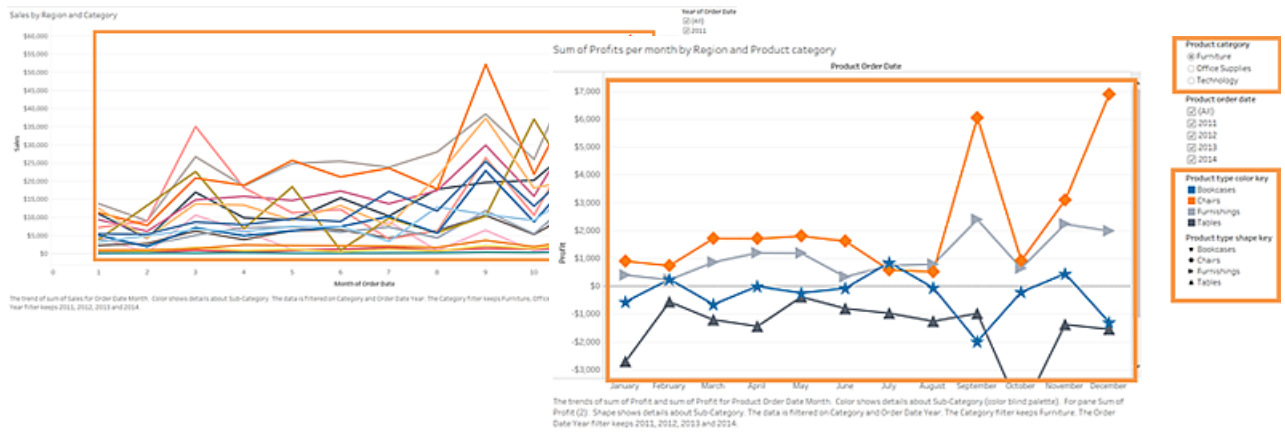 Sales by Region and Category
Year of Order Date
(All)
2011
$60,000
$55,000
$50,000
$45,000
$40,000
$35,000
$30,000
$25,000
$20,000
$15,000
$10,000
$5,000
$0
Sales
0 1 2 3 4 5 6 7 8 9 10
Month of Order Date
The trend of sum of Sales for Order Date Month. Color shows details about Sub-Category. The data is filtered on Category and Order Date Year. The Category filter keeps Furniture, Offic
Year filter keeps 2011, 2012, 2013 and 2014.
Sum of Profits per month by Region and Product category
Product Order Date
$7,000
$6,000
$5,000
$4,000
$3,000
$2,000
$1,000
$0
-$1,000
-$2,000
-$3,000
Profit
January February March April May June July August September October November December
The trends of sum of Profit and sum of Profit for Product Order Date Month. Color shows details about Sub-Category (color blind palette). For pane Sum of
Profit (2): Shape shows details about Sub-Category. The data is filtered on Category and Order Date Year. The Category filter keeps Furniture. The Order
Date Year filter keeps 2011, 2012, 2013 and 2014.
Product category
Furniture
Office Supplies
Technology
Product order date
(All)
2011
2012
2013
2014
Product type color key
Bookcases
Chairs
Furnishings
Tables
Product type shape key
Bookcases
Chairs
Furnishings
Tables